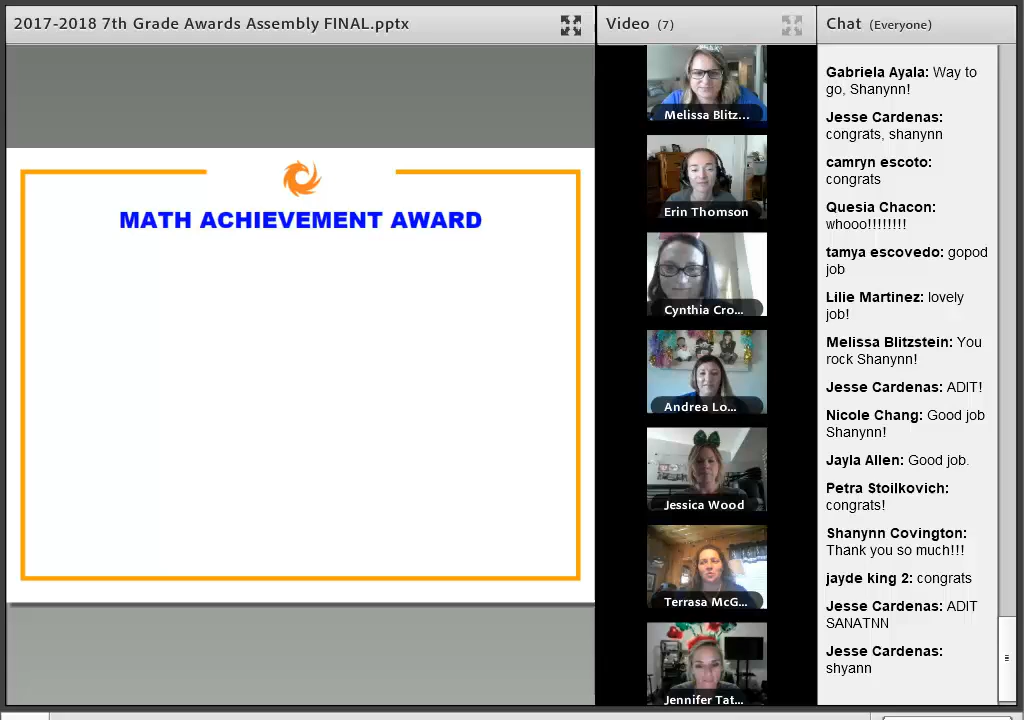 2017-2018 7th Grade Awards Assembly FINAL.pptx
MATH ACHIEVEMENT AWARD
Video (7)
Melissa Blitz...
Erin Thomson
Cynthia Cro...
Andrea Lo...
Jessica Wood
Terrasa McG...
Jennifer Tat...
Chat (Everyone)
Gabriela Ayala: Way to
go, Shanynn!
Jesse Cardenas:
congrats, shanynn
camryn escoto:
congrats
Quesia Chacon:
whooo!!!!!!!!
tamya escovedo: gopod
job
Lilie Martinez: lovely
job!
Melissa Blitzstein: You
rock Shanynn!
Jesse Cardenas: ADIT!
Nicole Chang: Good job
Shanynn!
Jayla Allen: Good job.
Petra Stoilkovich:
congrats!
Shanynn Covington:
Thank you so much!!!
jayde king 2: congrats
Jesse Cardenas: ADIT
SANATNN
Jesse Cardenas:
shyann